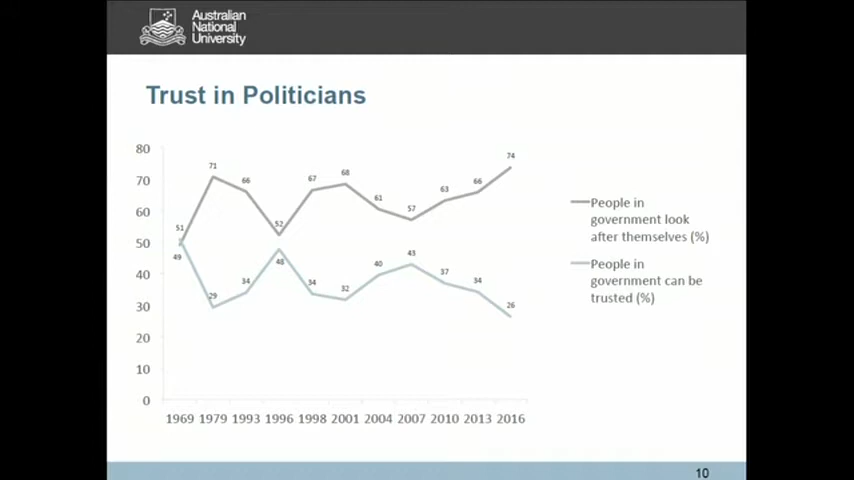 Australian
National
University
Trust in Politicians
80
70
60
50
40
30
20
10
0
51
49
71
66
52
67
68
61
57
63
66
74
29
34
48
34
32
40
43
37
34
26
1969 1979 1993 1996 1998 2001 2004 2007 2010 2013 2016
People in
government look
after themselves (%)
People in
government can be
trusted (%)
10